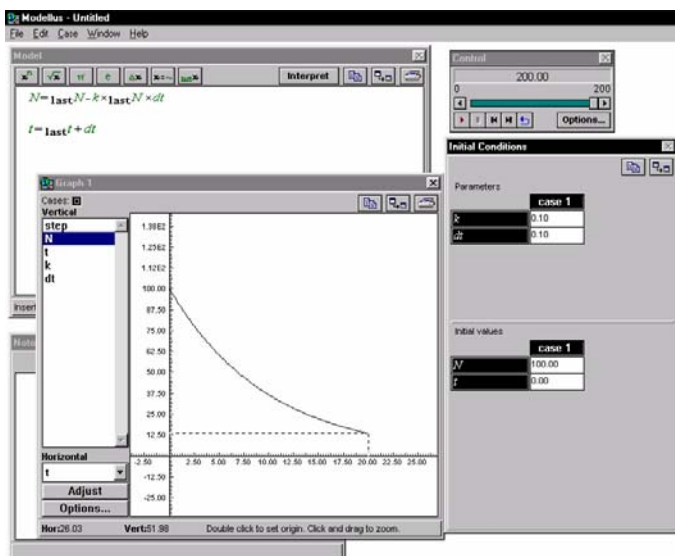 Modellus - Untitled
File Edit Case Window Help
Model
Interpret
N=lastN-k×lastN×dt
t=lastt+dt
Control
200.00
0 200
Options...
Initial Conditions
Parameters
case 1
k 0.10
dt 0.10
Initial values
case 1
N 100.00
t 0.00
Graph 1
Cases:
Vertical
step
N
t
k
dt
Horizontal
t
Adjust
Options...
1.38E2
1.25E2
1.12E2
100.00
87.50
75.00
62.50
50.00
37.50
25.00
12.50
-2.50 2.50 5.00 7.50 10.00 12.50 15.00 17.50 20.00 22.50 25.00
-12.50
-25.00
Hor:26.03 Vert:51.98 Double click to set origin. Click and drag to zoom.